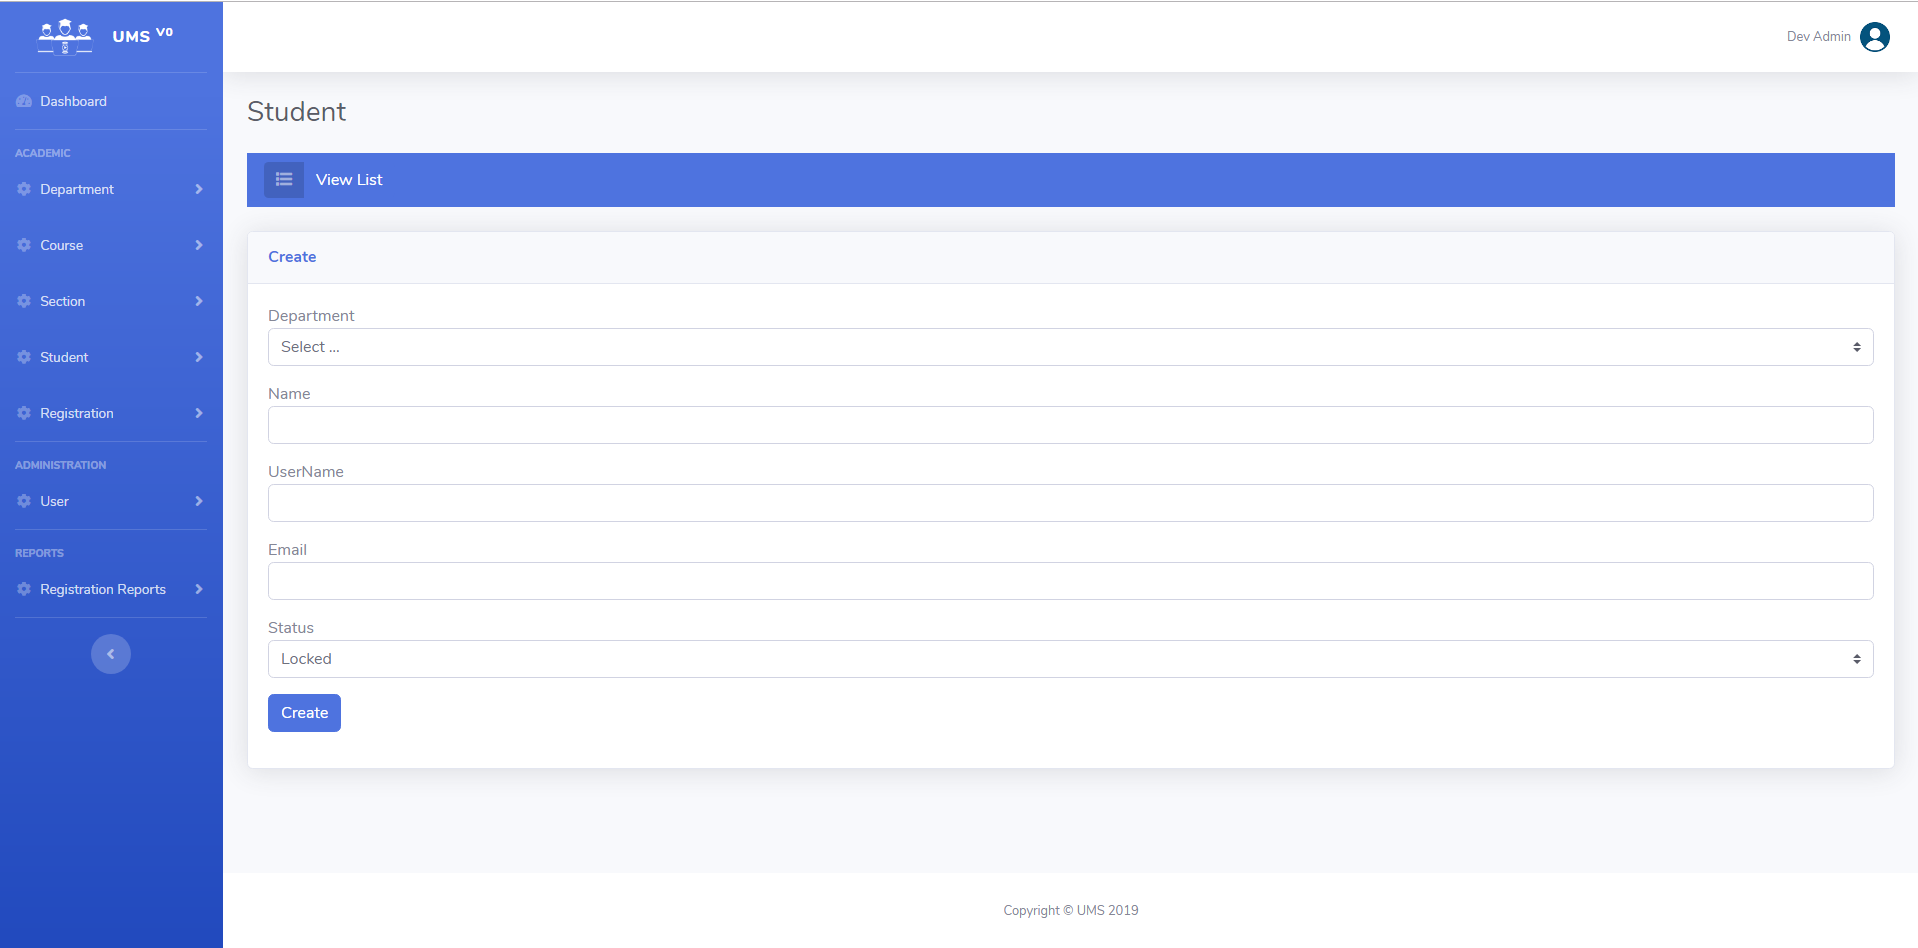 UMS V0
Dev Admin
Dashboard
ACADEMIC
Department
Course
Section
Student
Registration
ADMINISTRATION
User
REPORTS
Registration Reports
Student
View List
Create
Department
Select ...
Name
UserName
Email
Status
Locked
Create
Copyright © UMS 2019